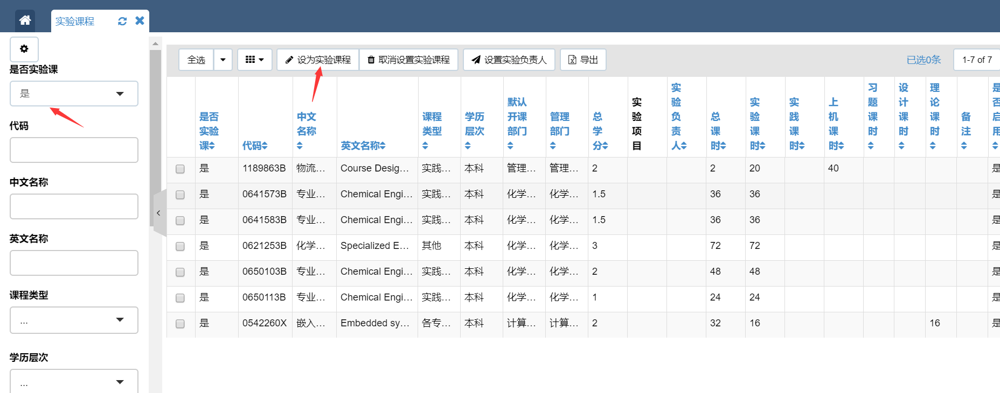 实验课程
是否实验课
是
代码
中文名称
英文名称
课程类型
...
学历层次
...
全选
设为实验课程
取消设置实验课程
设置实验负责人
导出
已选0条
1-7 of 7
是否实验课 代码 中文名称 英文名称 课程类型 学历层次 默认开课部门 管理部门 总学分 实验项目 实验负责人 总课时 实验课时 实践课时 上机课时 习题课时 设计课时 理论课时 备注 是否启用
是 1189863B 物流... Course Desig... 实践... 本科 管理... 管理... 2 2 20 40 是
是 0641573B 专业... Chemical Engi... 实践... 本科 化学... 化学... 1.5 36 36 是
是 0641583B 专业... Chemical Engi... 实践... 本科 化学... 化学... 1.5 36 36 是
是 0621253B 化学... Specialized E... 其他 本科 化学... 化学... 3 72 72 是
是 0650103B 专业... Chemical Engi... 实践... 本科 化学... 化学... 2 48 48 是
是 0650113B 专业... Chemical Engi... 实践... 本科 化学... 化学... 1 24 24 是
是 0542260X 嵌入... Embedded sy... 各专... 本科 计算... 计算... 2 32 16 16 是